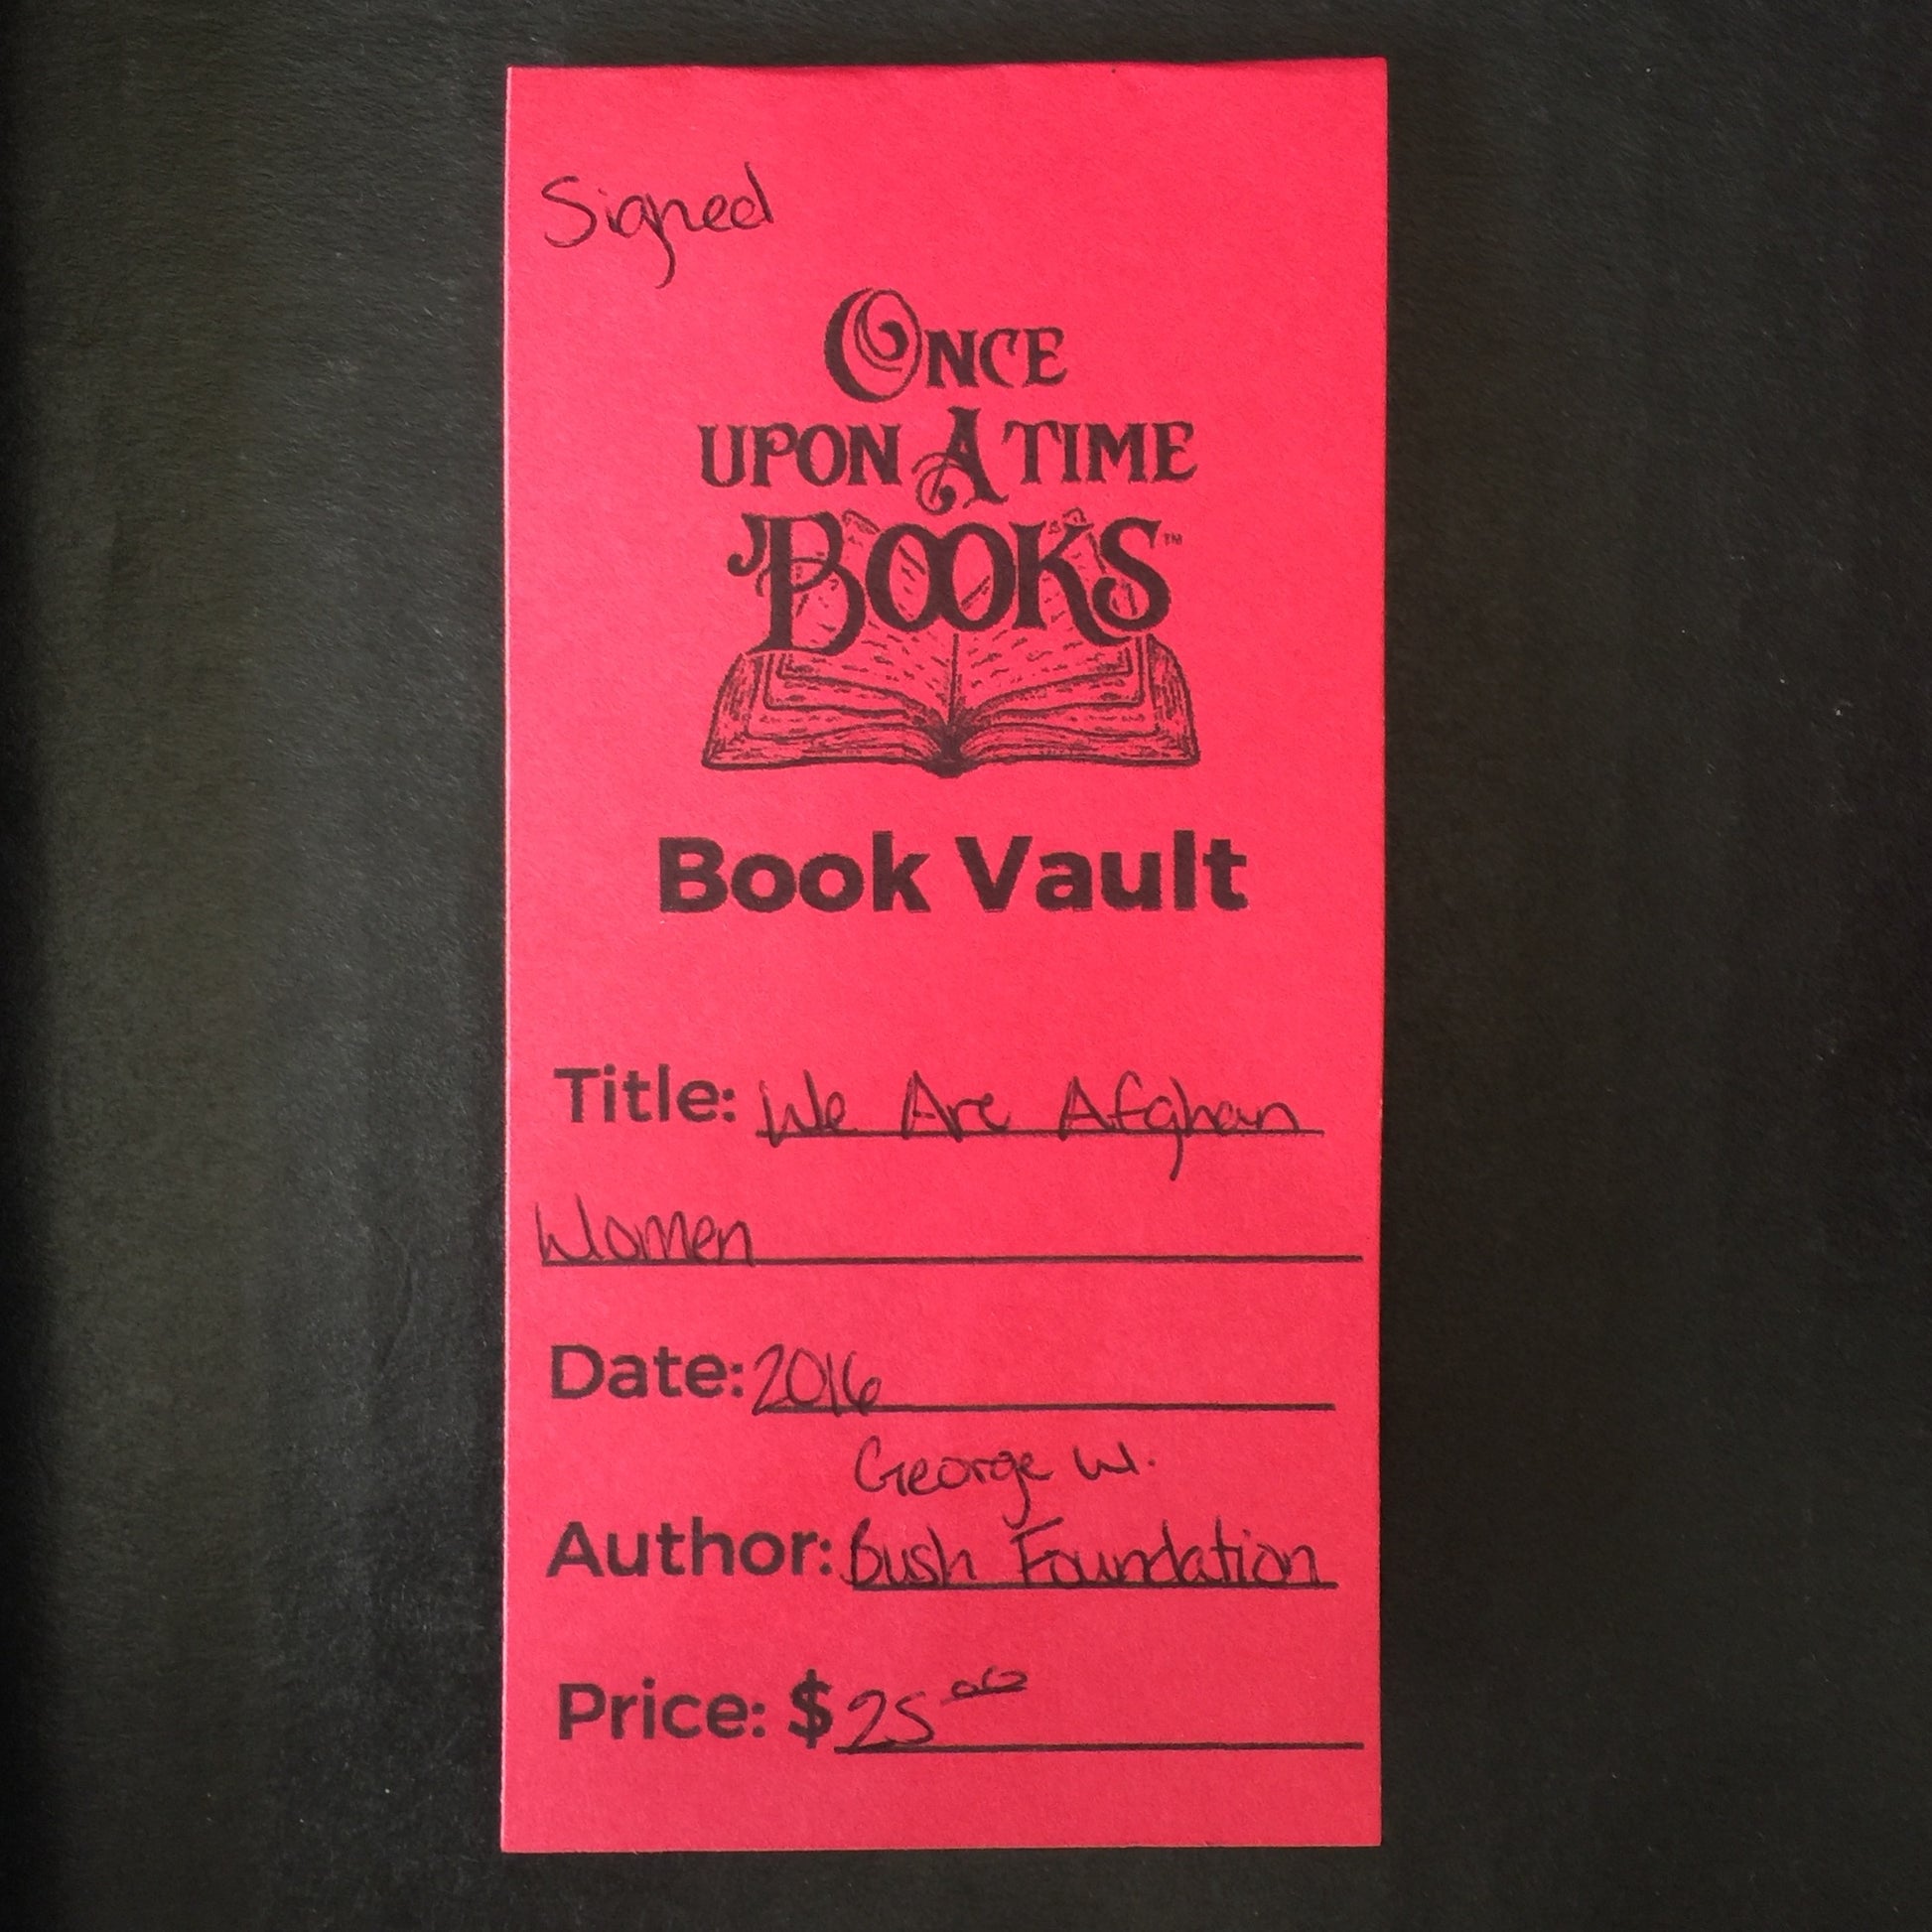 Signed
ONCE
UPON A TIME
BOOKS™
Book Vault
Title: We Are Afghan
Women
Date: 2016
George W.
Author: Bush Foundation
Price: $25 00